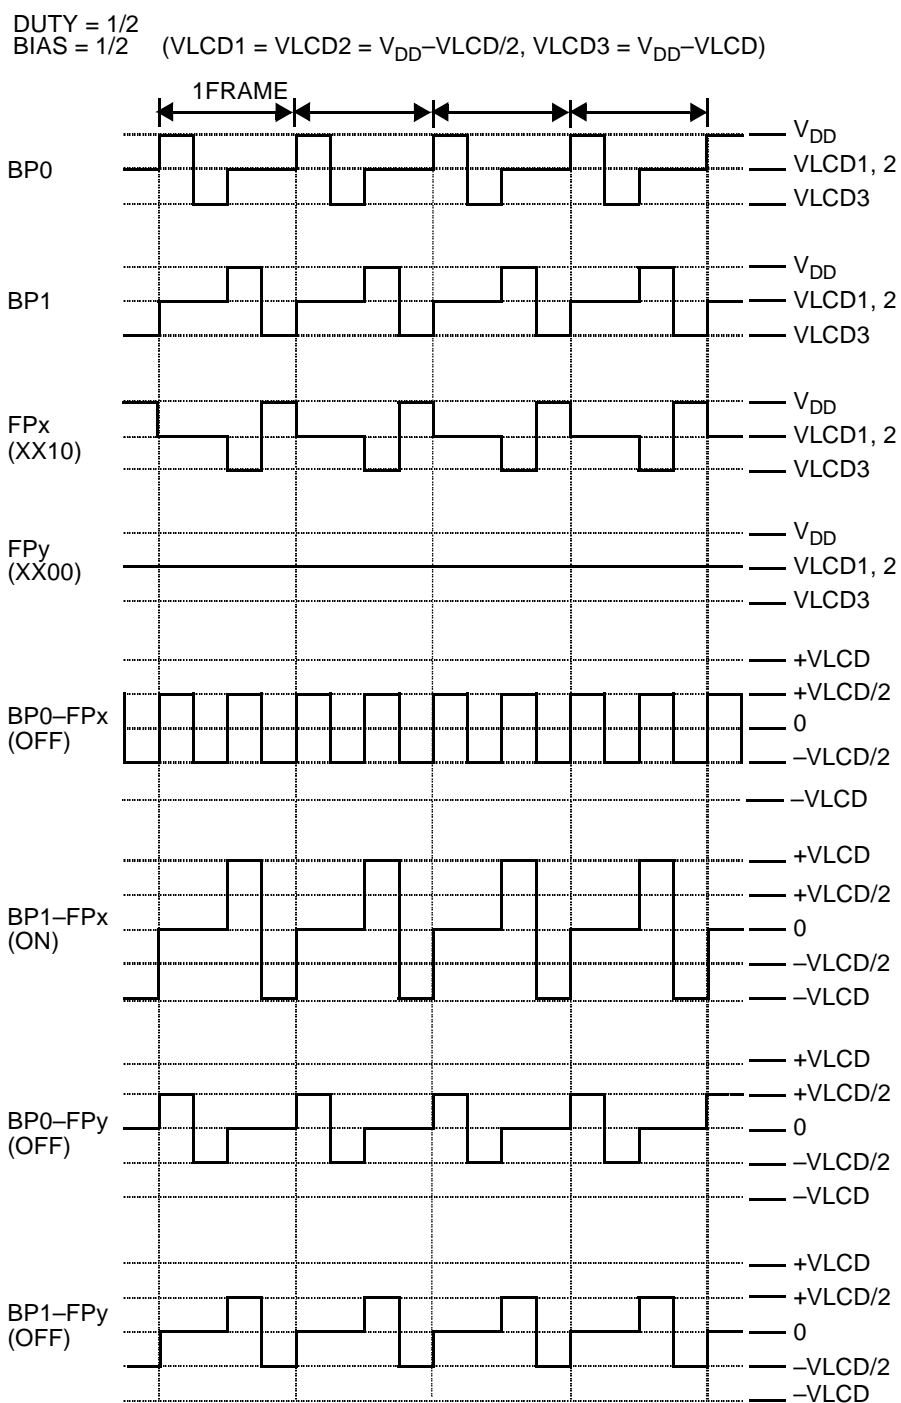 DUTY = 1/2
BIAS = 1/2 (VLCD1 = VLCD2 = VDD–VLCD/2, VLCD3 = VDD–VLCD)
1FRAME
BP0
VDD
VLCD1, 2
VLCD3
BP1
VDD
VLCD1, 2
VLCD3
FPx
(XX10)
VDD
VLCD1, 2
VLCD3
FPy
(XX00)
VDD
VLCD1, 2
VLCD3
BP0–FPx
(OFF)
+VLCD
+VLCD/2
0
–VLCD/2
–VLCD
BP1–FPx
(ON)
+VLCD
+VLCD/2
0
–VLCD/2
–VLCD
BP0–FPy
(OFF)
+VLCD
+VLCD/2
0
–VLCD/2
–VLCD
BP1–FPy
(OFF)
+VLCD
+VLCD/2
0
–VLCD/2
–VLCD